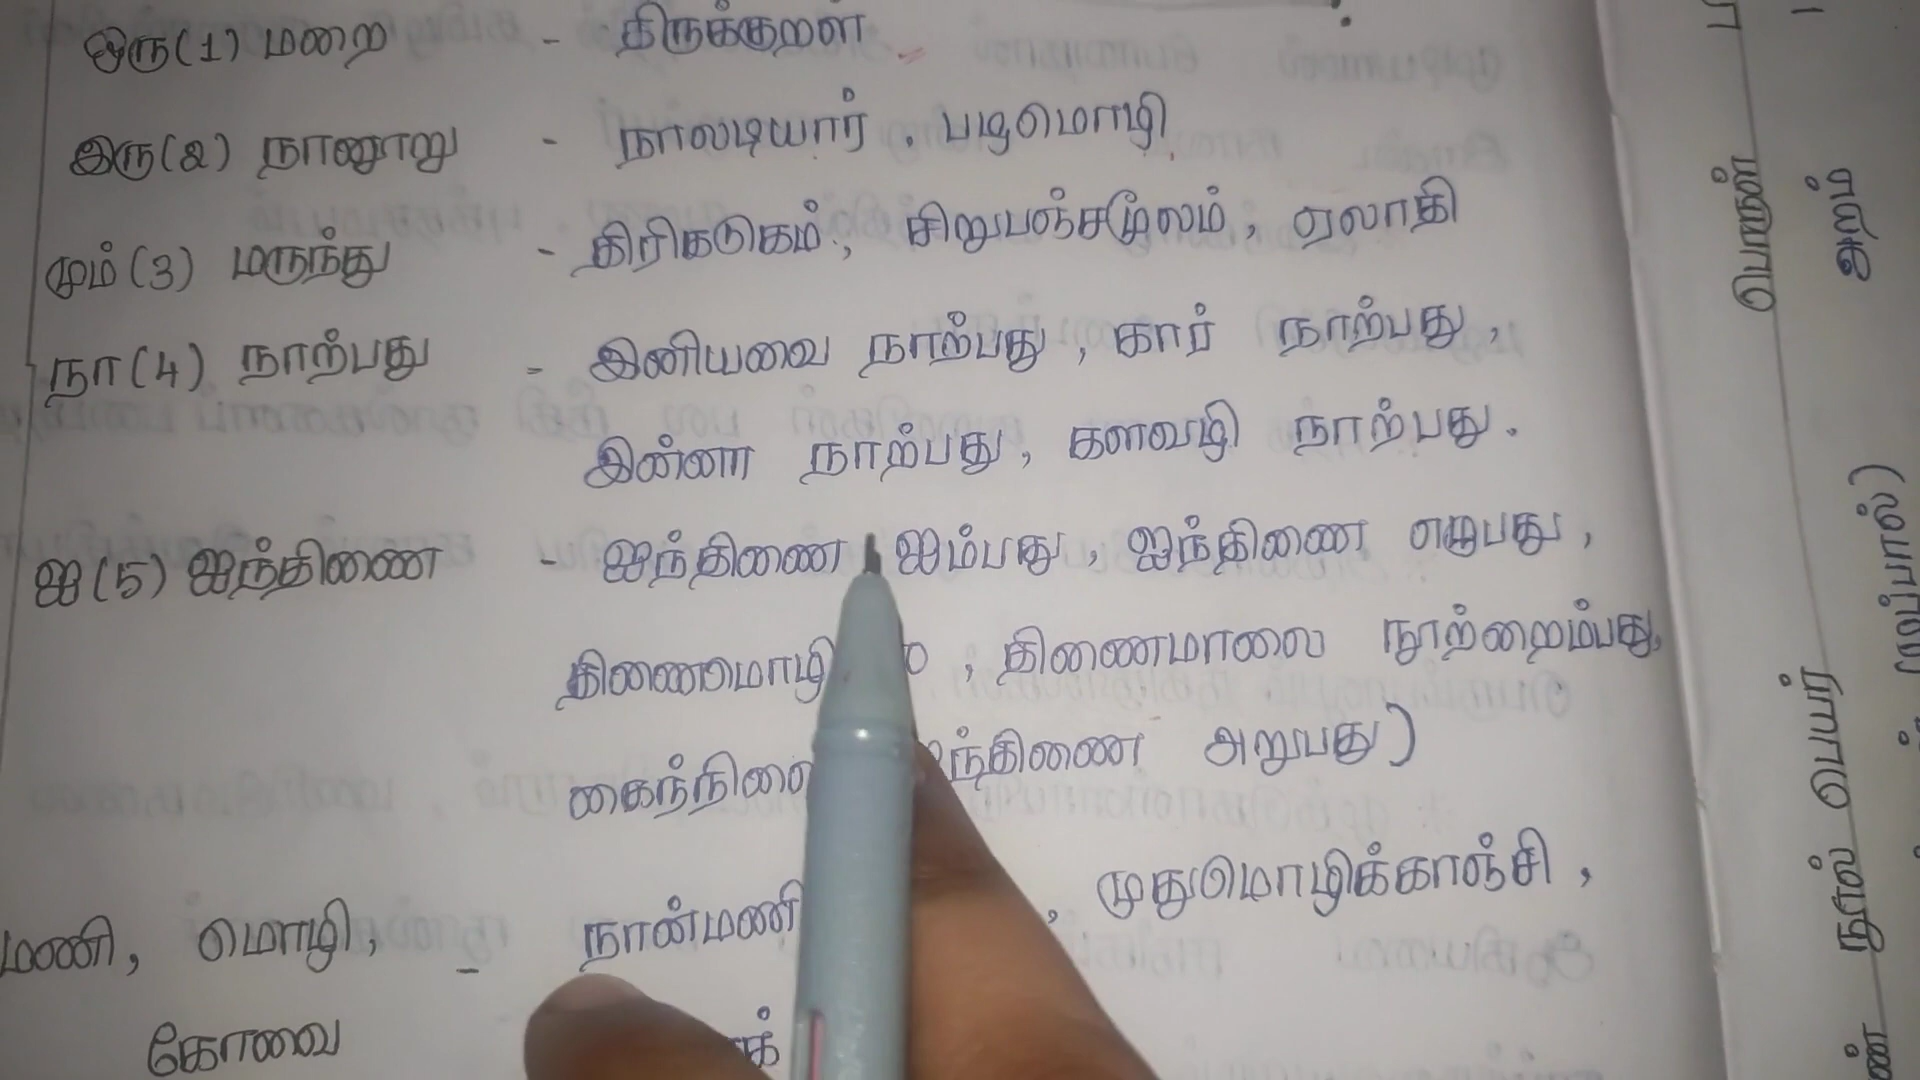 ஒரு(1) மறை - திருக்குறள்
இரு(2) நானூறு - நாலடியார், பழமொழி
மும்(3) மருந்து - திரிகடுகம், சிறுபஞ்சமூலம், ஏலாதி
நா(4) நாற்பது - இனியவை நாற்பது, கார் நாற்பது,
இன்னா நாற்பது, களவழி நாற்பது.
ஐ(5) ஐந்திணை - ஐந்திணை ஐம்பது, ஐந்திணை எழுபது,
திணைமொழி , திணைமாலை நூற்றைம்பது,
அறுபது)
மணி, மொழி, - நான்மணி , முதுமொழிக்காஞ்சி,
கோவை
நூல் பெயர்